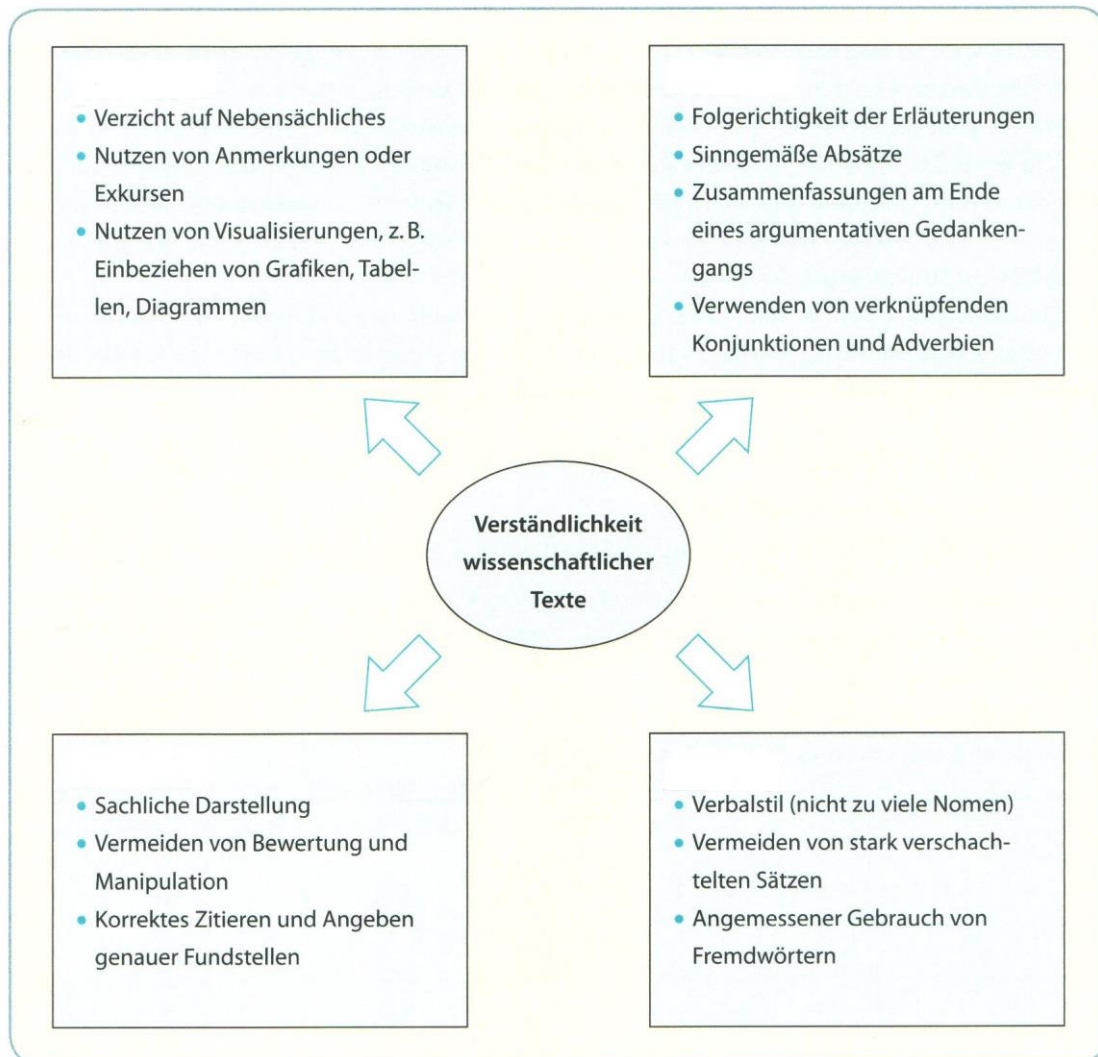 • Verzicht auf Nebensächliches
• Nutzen von Anmerkungen oder
Exkursen
• Nutzen von Visualisierungen, z. B.
Einbeziehen von Grafiken, Tabel-
len, Diagrammen
• Folgerichtigkeit der Erläuterungen
• Sinngemäße Absätze
• Zusammenfassungen am Ende
eines argumentativen Gedanken-
gangs
• Verwenden von verknüpfenden
Konjunktionen und Adverbien
Verständlichkeit
wissenschaftlicher
Texte
• Sachliche Darstellung
• Vermeiden von Bewertung und
Manipulation
• Korrektes Zitieren und Angeben
genauer Fundstellen
• Verbalstil (nicht zu viele Nomen)
• Vermeiden von stark verschach-
telten Sätzen
• Angemessener Gebrauch von
Fremdwörtern